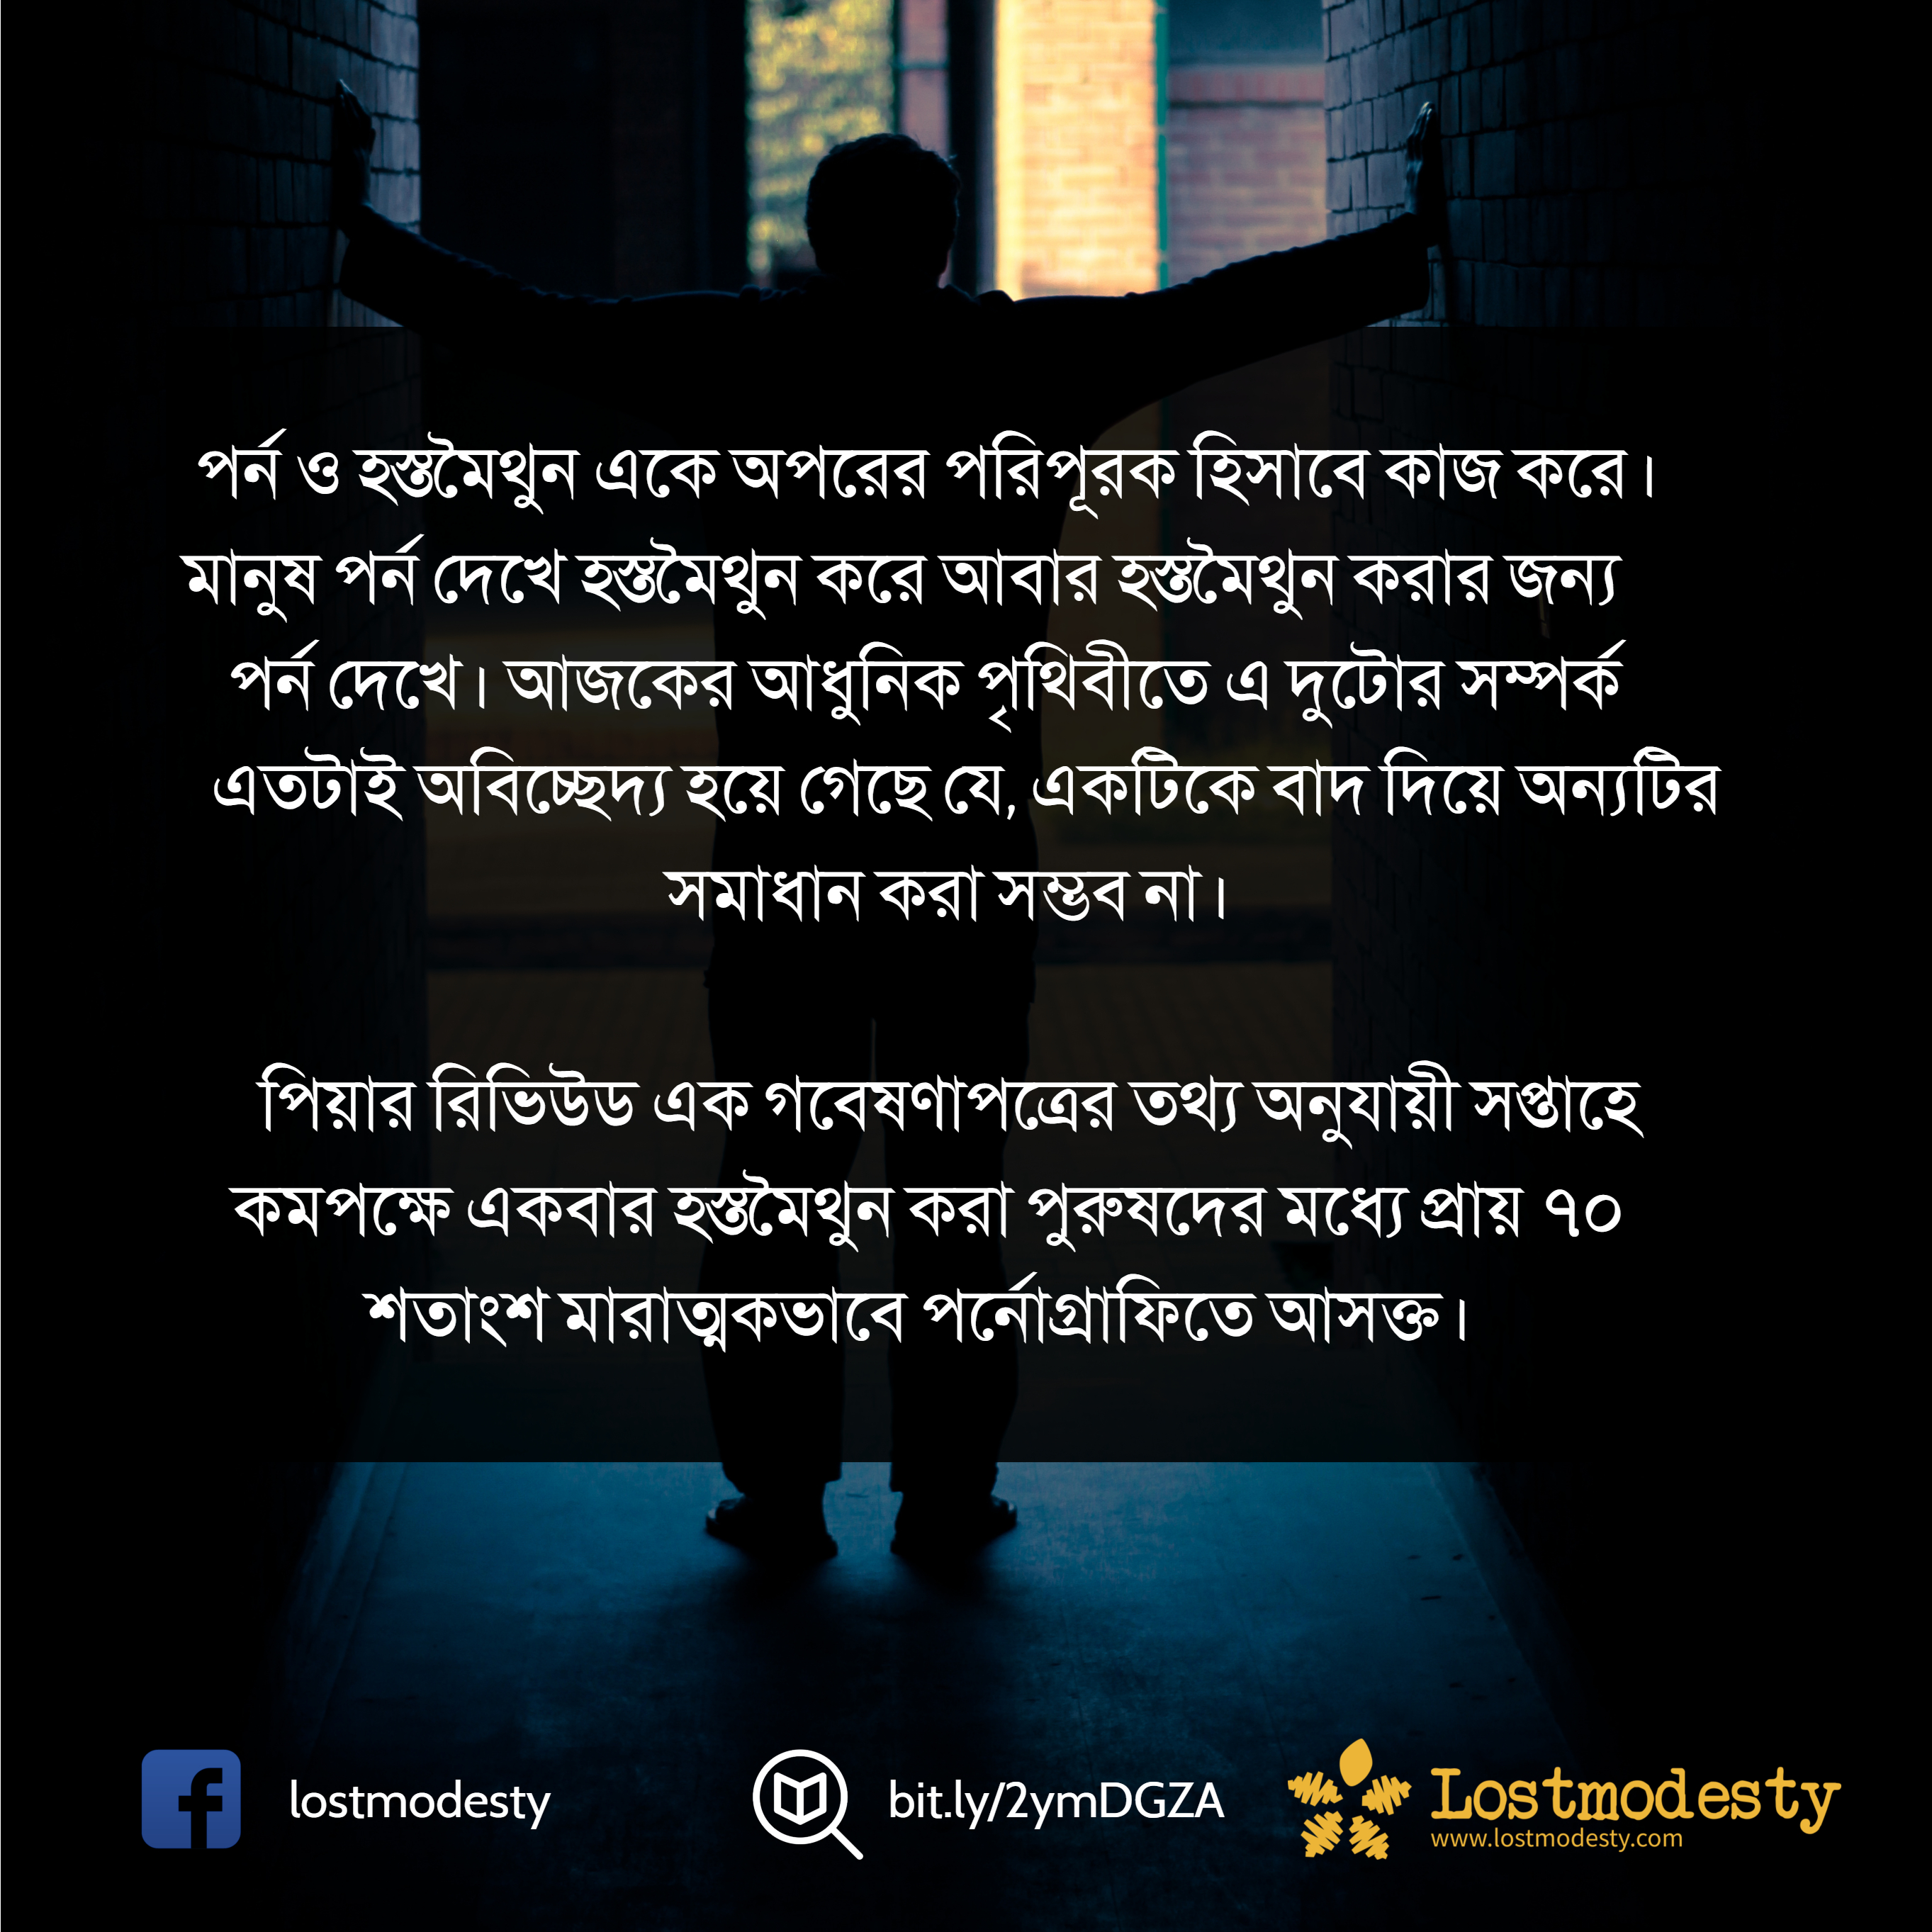 পর্ন ও হস্তমৈথুন একে অপরের পরিপূরক হিসাবে কাজ করে।
মানুষ পর্ন দেখে হস্তমৈথুন করে আবার হস্তমৈথুন করার জন্য
পর্ন দেখে। আজকের আধুনিক পৃথিবীতে এ দুটোর সম্পর্ক
এতটাই অবিচ্ছেদ্য হয়ে গেছে যে, একটিকে বাদ দিয়ে অন্যটির
সমাধান করা সম্ভব না।
পিয়ার রিভিউড এক গবেষণাপত্রের তথ্য অনুযায়ী সপ্তাহে
কমপক্ষে একবার হস্তমৈথুন করা পুরুষদের মধ্যে প্রায় ৭০
শতাংশ মারাত্মকভাবে পর্নোগ্রাফিতে আসক্ত।
lostmodesty
bit.ly/2ymDGZA
Lostmodesty
www.lostmodesty.com